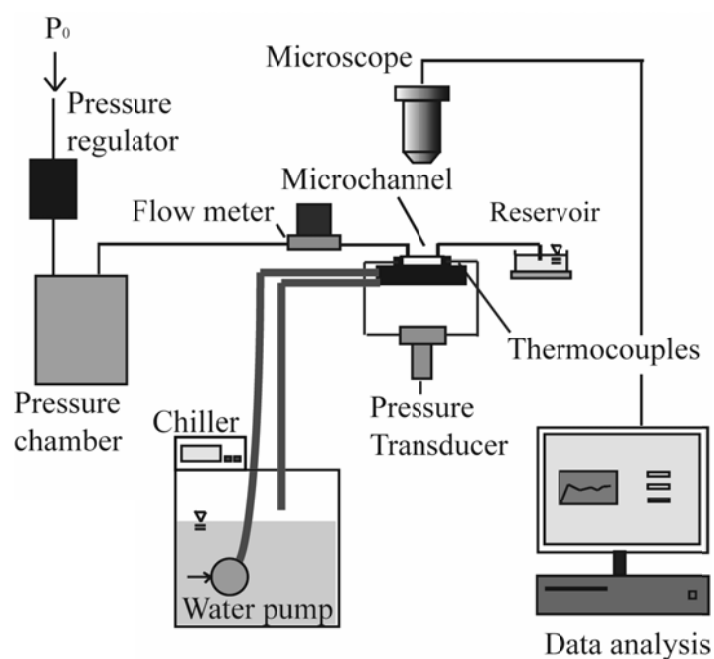 P₀
Pressure
regulator
Microscope
Microchannel
Flow meter
Reservoir
Thermocouples
Pressure
chamber
Pressure
Transducer
Chiller
Water pump
Data analysis